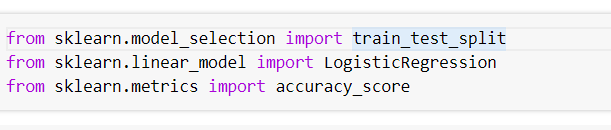 from sklearn.model_selection import train_test_split
from sklearn.linear_model import LogisticRegression
from sklearn.metrics import accuracy_score